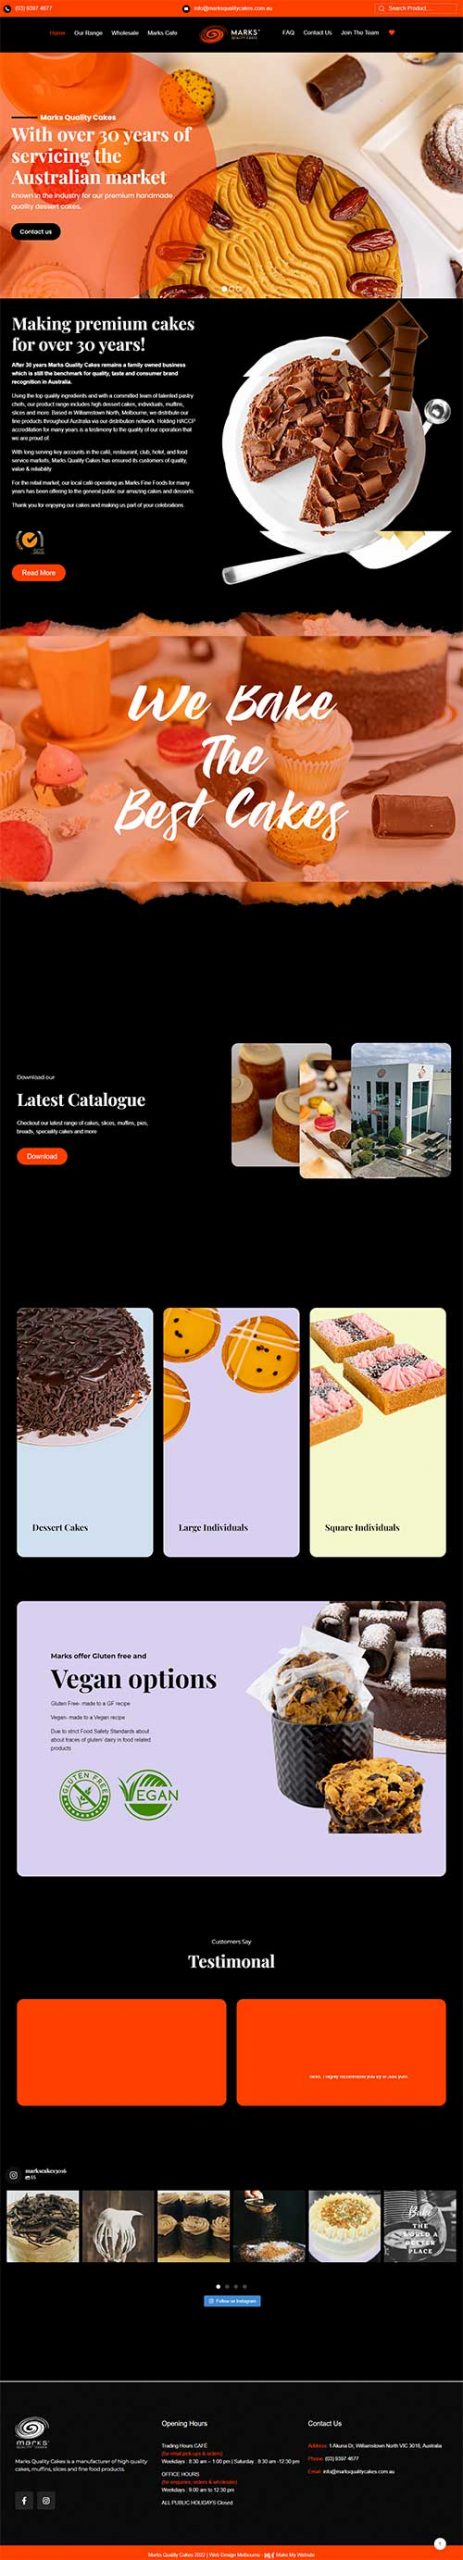 (03) 9397 4677
info@marksqualitycakes.com.au
Search Product...
Home Our Range Wholesale Marks Cafe
MARKS'
QUALITY CAKES
FAQ Contact Us Join The Team
Marks Quality Cakes
With over 30 years of
servicing the
Australian market
Known in the industry for our premium handmade
quality dessert cakes.
Contact us
Making premium cakes
for over 30 years!
After 30 years Marks Quality Cakes remains a family owned business
which is still the benchmark for quality, taste and consumer brand
recognition in Australia.
Using the top quality ingredients and with a committed team of talented pastry
chefs, our product range includes high dessert cakes, individuals, muffins,
slices and more. Based in Williamstown North, Melbourne, we distribute our
fine products throughout Australia via our distribution network. Holding HACCP
accreditation for many years is a testimony to the quality of our operation that
we are proud of.
With long serving key accounts in the café, restaurant, club, hotel, and food
service markets, Marks Quality Cakes has ensured its customers of quality,
value & reliability.
For the retail market, our local café operating as Marks Fine Foods for many
years has been offering to the general public our amazing cakes and desserts.
Thank you for enjoying our cakes and making us part of your celebrations.
Read More
We Bake
The
Best Cakes
Download our
Latest Catalogue
Checkout our latest range of cakes, slices, muffins, pies,
breads, speciality cakes and more
Download
Dessert Cakes
Large Individuals
Square Individuals
Marks offer Gluten free and
Vegan options
Gluten Free- made to a GF recipe
Vegan- made to a Vegan recipe
Due to strict Food Safety Standards about
about traces of gluten/ dairy in food related
products
GLUTEN FREE
VEGAN
Customers Say
Testimonal
markscakes3016
Bake
THE
WORLD A
BETTER
PLACE
Follow on Instagram
marks'
QUALITY CAKES
Marks Quality Cakes is a manufacturer of high quality
cakes, muffins, slices and fine food products.
Opening Hours
Trading Hours CAFÉ
(for retail pick ups & orders)
Weekdays : 8:30 am – 1:00 pm | Saturday : 8:30 am -12:30 pm
OFFICE HOURS
(for enquiries, orders & wholesale)
Weekdays : 9:00 am to 12:30 pm
ALL PUBLIC HOLIDAYS Closed
Contact Us
Address: 1 Akuna Dr, Williamstown North VIC 3016, Australia
Phone: (03) 9397 4677
Email: info@marksqualitycakes.com.au
Marks Quality Cakes 2022 | Web Design Melbourne - Make My Website